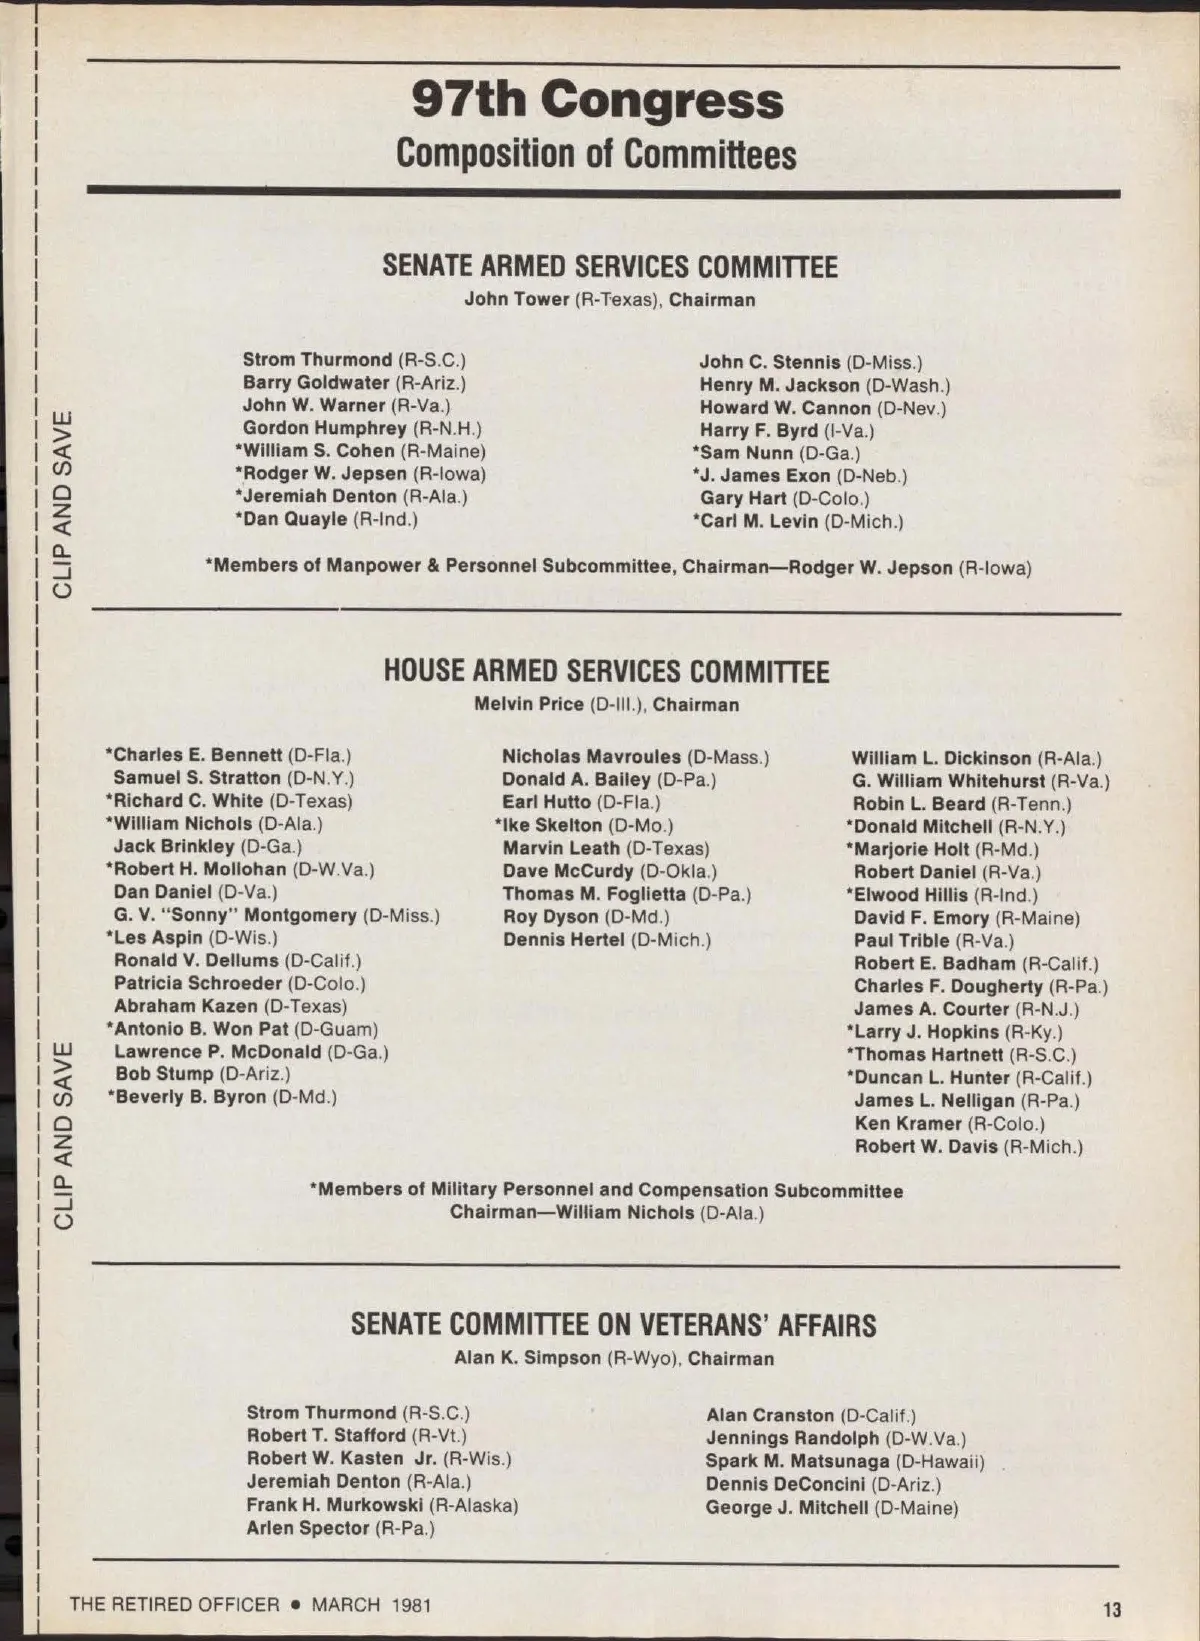 97th Congress
Composition of Committees
SENATE ARMED SERVICES COMMITTEE
John Tower (R-Texas), Chairman
Strom Thurmond (R-S.C.)
Barry Goldwater (R-Ariz.)
John W. Warner (R-Va.)
Gordon Humphrey (R-N.H.)
*William S. Cohen (R-Maine)
*Rodger W. Jepsen (R-Iowa)
*Jeremiah Denton (R-Ala.)
*Dan Quayle (R-Ind.)
John C. Stennis (D-Miss.)
Henry M. Jackson (D-Wash.)
Howard W. Cannon (D-Nev.)
Harry F. Byrd (I-Va.)
*Sam Nunn (D-Ga.)
*J. James Exon (D-Neb.)
Gary Hart (D-Colo.)
*Carl M. Levin (D-Mich.)
*Members of Manpower & Personnel Subcommittee, Chairman—Rodger W. Jepson (R-Iowa)
CLIP AND SAVE
HOUSE ARMED SERVICES COMMITTEE
Melvin Price (D-Ill.), Chairman
*Charles E. Bennett (D-Fla.)
Samuel S. Stratton (D-N.Y.)
*Richard C. White (D-Texas)
*William Nichols (D-Ala.)
Jack Brinkley (D-Ga.)
*Robert H. Mollohan (D-W.Va.)
Dan Daniel (D-Va.)
G. V. "Sonny" Montgomery (D-Miss.)
*Les Aspin (D-Wis.)
Ronald V. Dellums (D-Calif.)
Patricia Schroeder (D-Colo.)
Abraham Kazen (D-Texas)
*Antonio B. Won Pat (D-Guam)
Lawrence P. McDonald (D-Ga.)
Bob Stump (D-Ariz.)
*Beverly B. Byron (D-Md.)
Nicholas Mavroules (D-Mass.)
Donald A. Bailey (D-Pa.)
Earl Hutto (D-Fla.)
*Ike Skelton (D-Mo.)
Marvin Leath (D-Texas)
Dave McCurdy (D-Okla.)
Thomas M. Foglietta (D-Pa.)
Roy Dyson (D-Md.)
Dennis Hertel (D-Mich.)
William L. Dickinson (R-Ala.)
G. William Whitehurst (R-Va.)
Robin L. Beard (R-Tenn.)
*Donald Mitchell (R-N.Y.)
*Marjorie Holt (R-Md.)
Robert Daniel (R-Va.)
*Elwood Hillis (R-Ind.)
David F. Emory (R-Maine)
Paul Trible (R-Va.)
Robert E. Badham (R-Calif.)
Charles F. Dougherty (R-Pa.)
James A. Courter (R-N.J.)
*Larry J. Hopkins (R-Ky.)
*Thomas Hartnett (R-S.C.)
*Duncan L. Hunter (R-Calif.)
James L. Nelligan (R-Pa.)
Ken Kramer (R-Colo.)
Robert W. Davis (R-Mich.)
*Members of Military Personnel and Compensation Subcommittee
Chairman—William Nichols (D-Ala.)
CLIP AND SAVE
SENATE COMMITTEE ON VETERANS' AFFAIRS
Alan K. Simpson (R-Wyo), Chairman
Strom Thurmond (R-S.C.)
Robert T. Stafford (R-Vt.)
Robert W. Kasten Jr. (R-Wis.)
Jeremiah Denton (R-Ala.)
Frank H. Murkowski (R-Alaska)
Arlen Spector (R-Pa.)
Alan Cranston (D-Calif.)
Jennings Randolph (D-W.Va.)
Spark M. Matsunaga (D-Hawaii)
Dennis DeConcini (D-Ariz.)
George J. Mitchell (D-Maine)
THE RETIRED OFFICER • MARCH 1981
13